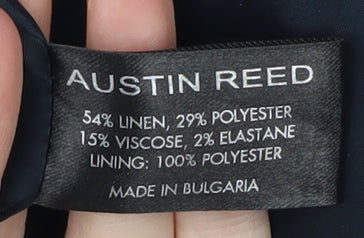 AUSTIN REED
54% LINEN, 29% POLYESTER
15% VISCOSE, 2% ELASTANE
LINING: 100% POLYESTER
MADE IN BULGARIA